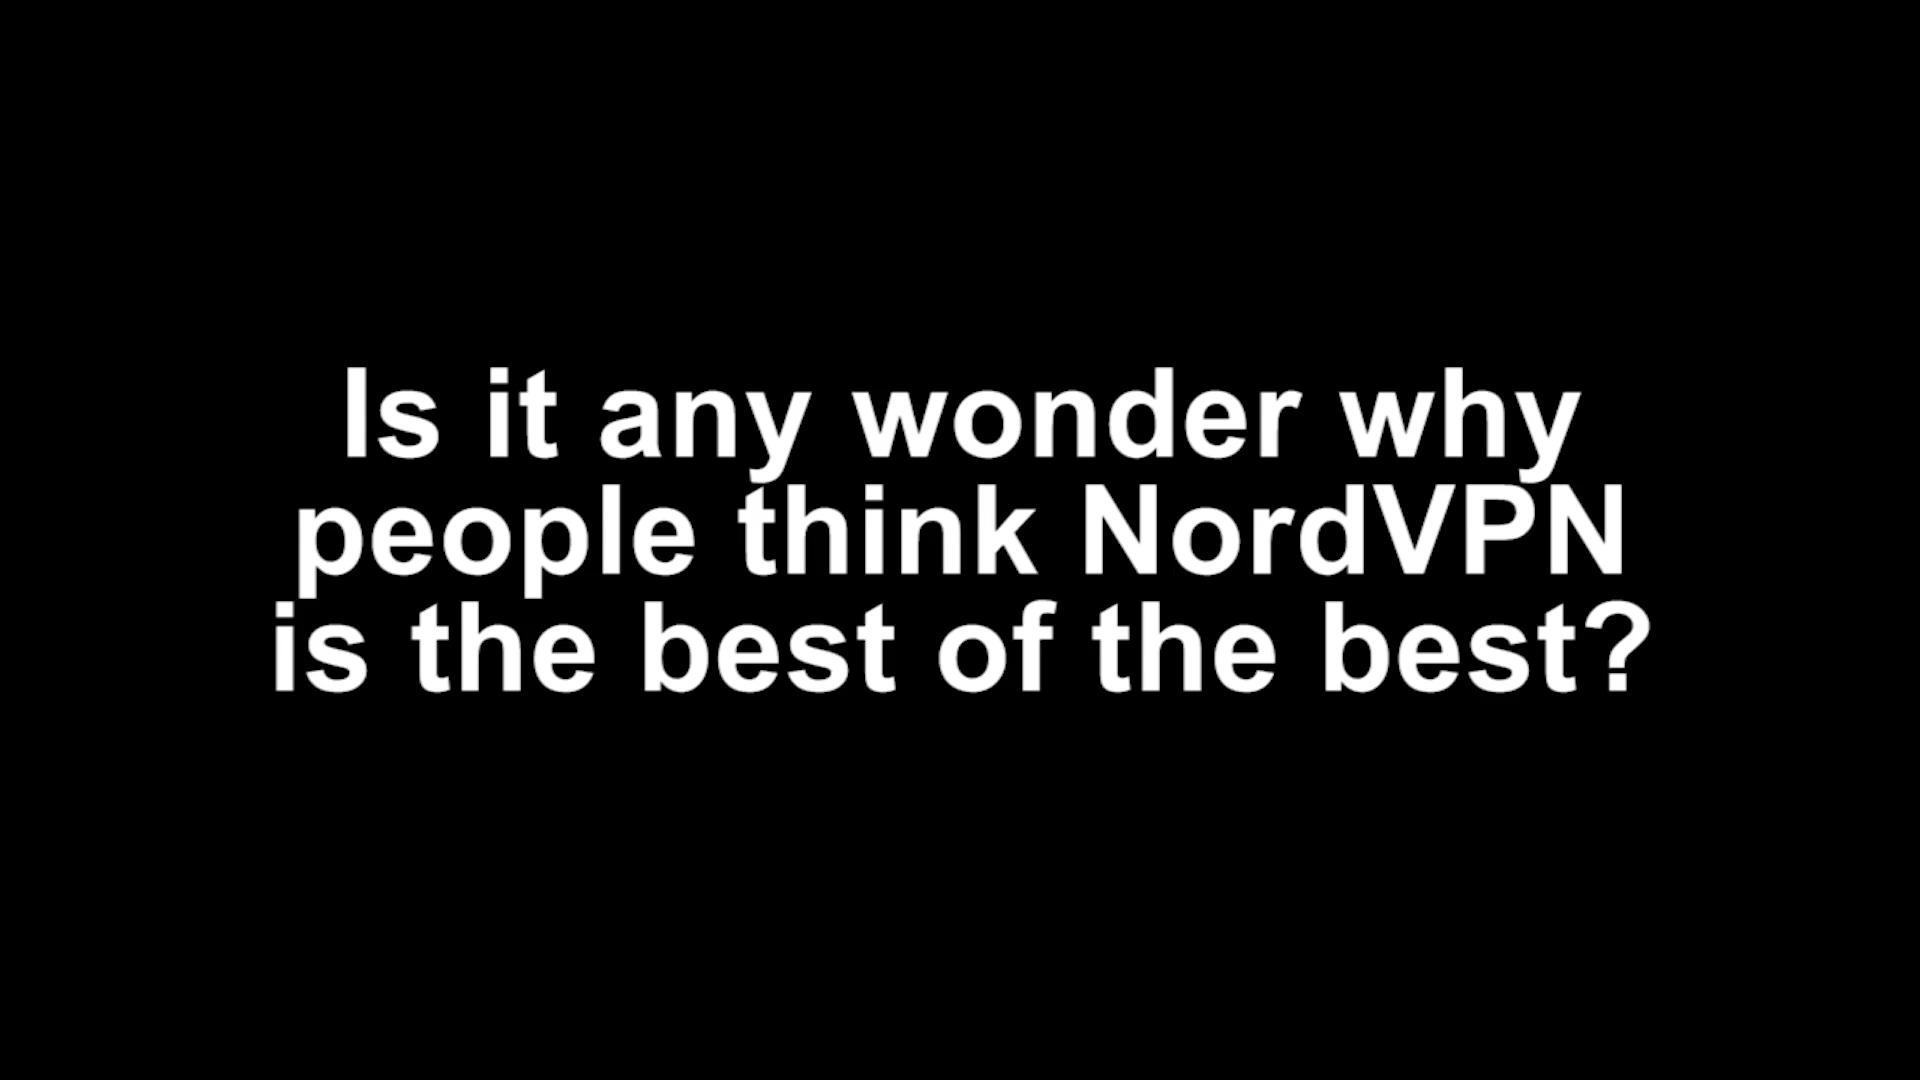 Is it any wonder why
people think NordVPN
is the best of the best?